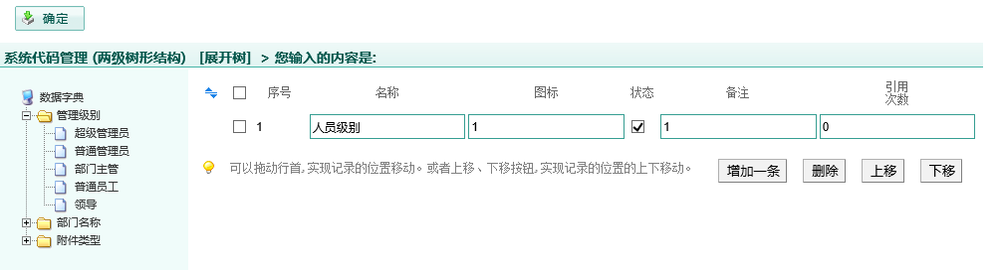 确定
系统代码管理 (两级树形结构) [展开树] > 您输入的内容是:
数据字典
管理级别
超级管理员
普通管理员
部门主管
普通员工
领导
部门名称
附件类型
序号 名称 图标 状态 备注 引用
次数
1 人员级别 1 1 0
可以拖动行首,实现记录的位置移动。或者上移、下移按钮,实现记录的位置的上下移动。 增加一条 删除 上移 下移